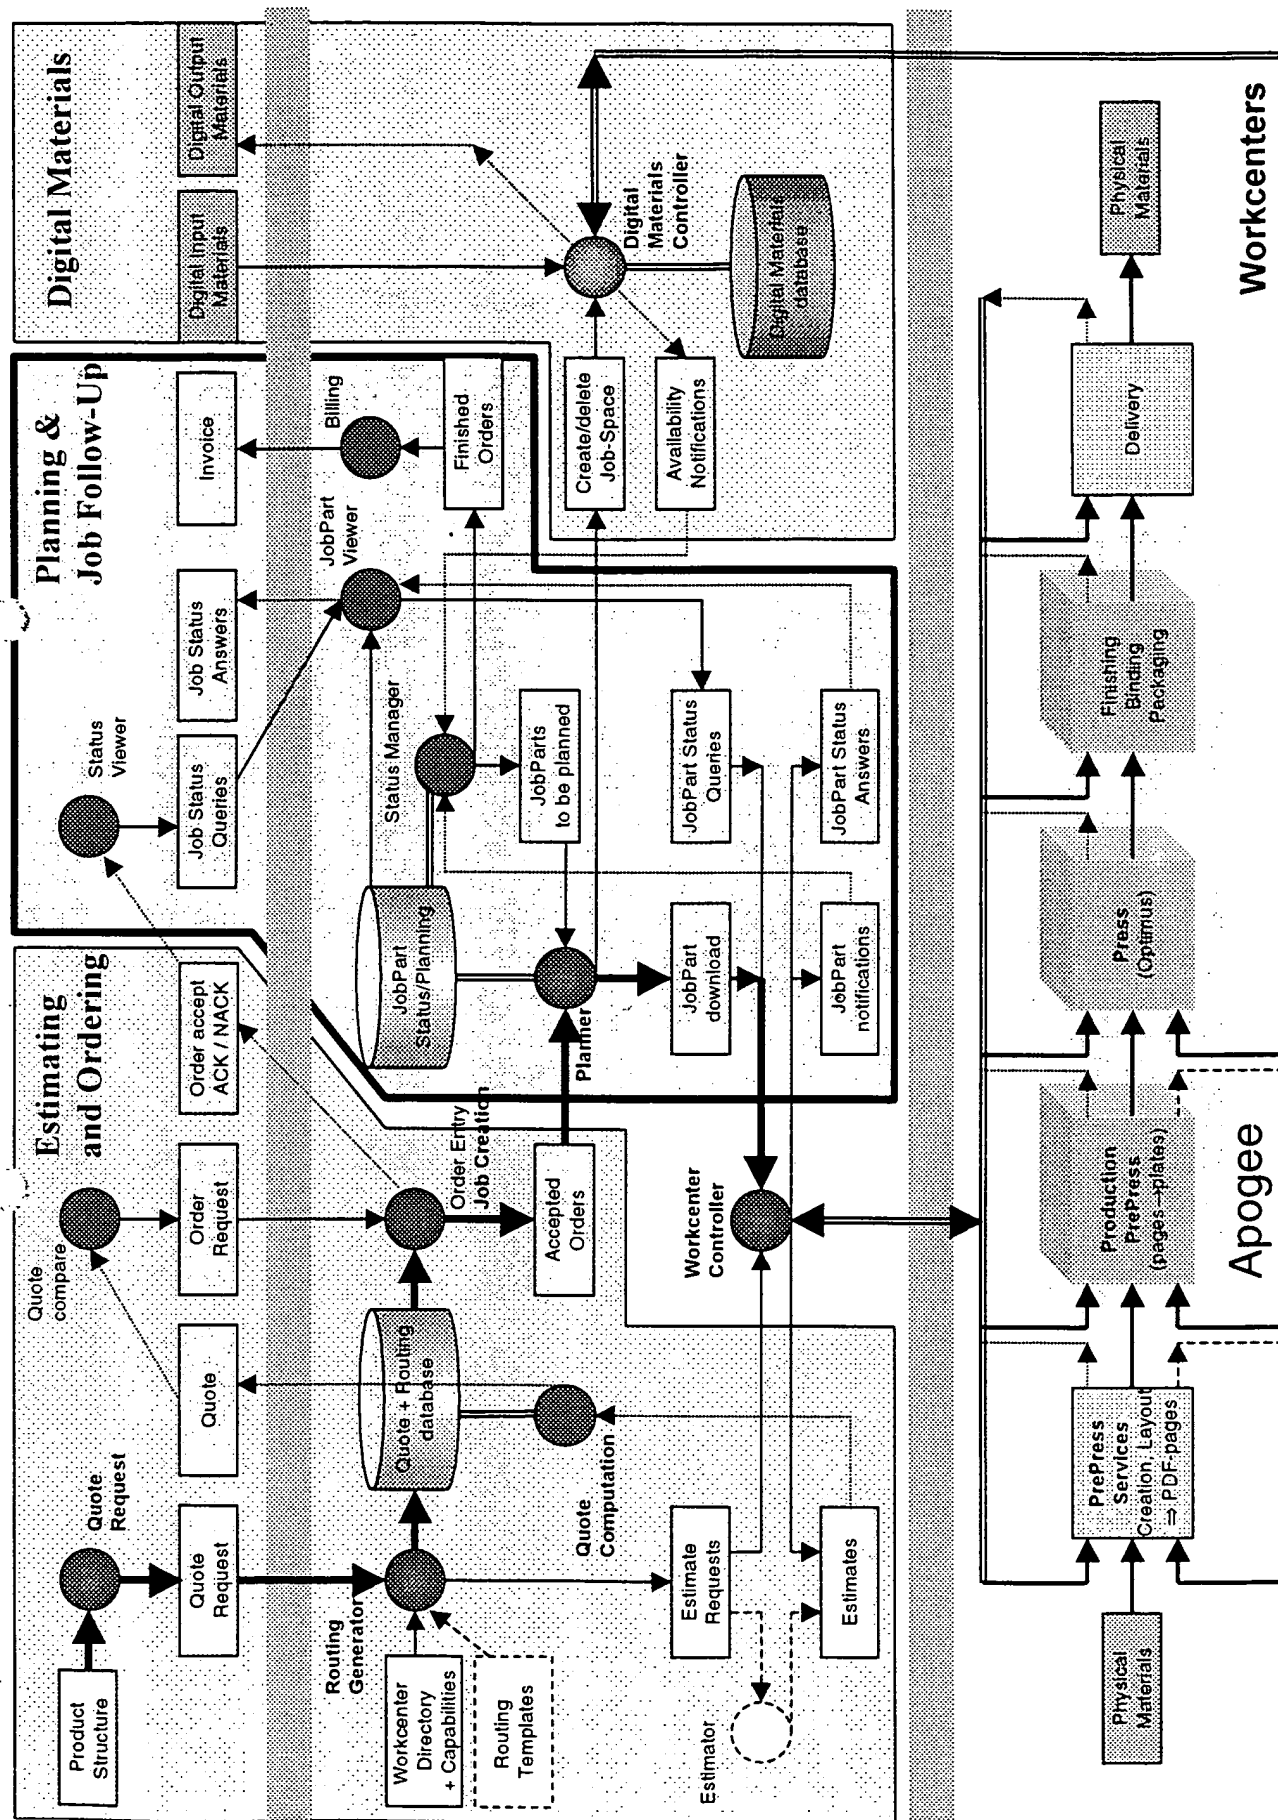 Estimating
and Ordering
Planning &
Job Follow-Up
Digital Materials
Product
Structure
Quote
Request
Quote
Request
Quote
Quote
compare
Order
Request
Order accept
ACK / NACK
Status
Viewer
Job Status
Queries
Job Status
Answers
Invoice
Digital Input
Materials
Digital Output
Materials
Routing
Generator
Workcenter
Directory
+ Capabilities
Routing
Templates
Quote + Routing
database
Quote
Computation
Order Entry
Job Creation
Accepted
Orders
JobPart
Status/Planning
Planner
Status Manager
JobParts
to be planned
JobPart
Viewer
Billing
Finished
Orders
Create/delete
Job-Space
Availability
Notifications
Digital
Materials
Controller
Digital Materials
database
Estimator
Estimate
Requests
Estimates
Workcenter
Controller
JobPart
download
JobPart
notifications
JobPart Status
Queries
JobPart Status
Answers
Physical
Materials
PrePress
Services
Creation, Layout
⇒ PDF-pages
Production
PrePress
(pages→plates)
Press
(Optimus)
Finishing
Binding
Packaging
Delivery
Physical
Materials
Apogee
Workcenters